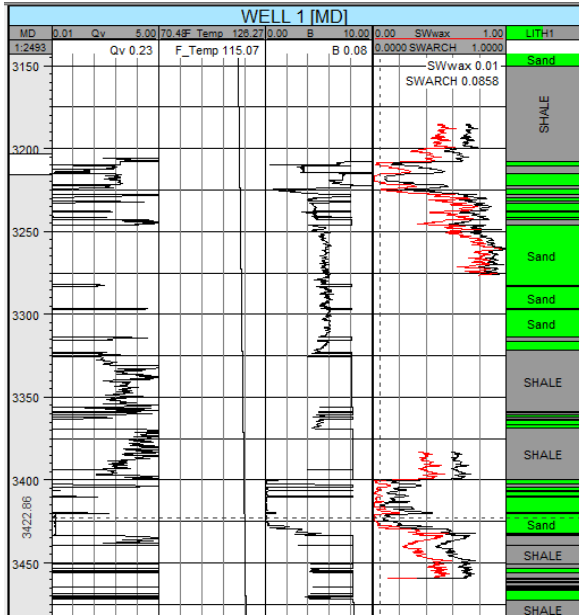 WELL 1 [MD]
MD 0.01 Qv 5.00 70.48 F_Temp 126.27 0.00 B 10.00 0.00 SWwax 1.00 LITH1
1:2493 Qv 0.23 F_Temp 115.07 B 0.08 0.0000 SWARCH 1.0000
SWwax 0.01
SWARCH 0.0858
Sand
3150
SHALE
3200
3250
Sand
Sand
3300
Sand
3350
SHALE
SHALE
3400
3422.86
Sand
SHALE
3450
SHALE